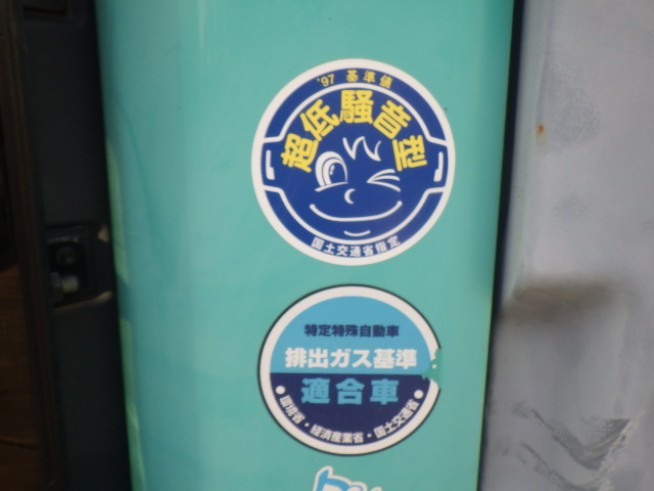 '97 基準値
超低騒音型
国土交通省指定
特定特殊自動車
排出ガス基準
適合車
環境省・経済産業省・国土交通省